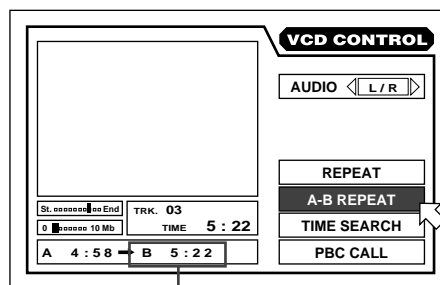 VCD CONTROL
AUDIO L / R
REPEAT
A-B REPEAT
TIME SEARCH
PBC CALL
St. End
0 10 Mb
TRK. 03
TIME 5 : 22
A 4 : 58 B 5 : 22